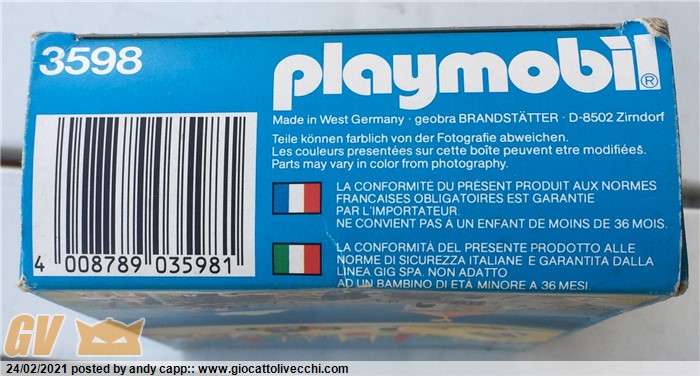 3598
playmobil®
Made in West Germany · geobra BRANDSTÄTTER · D-8502 Zirndorf
Teile können farblich von der Fotografie abweichen.
Les couleurs presentées sur cette boîte peuvent etre modifiées.
Parts may vary in color from photography.
LA CONFORMITÉ DU PRÉSENT PRODUIT AUX NORMES
FRANCAISES OBLIGATOIRES EST GARANTIE
PAR L'IMPORTATEUR.
NE CONVIENT PAS A UN ENFANT DE MOINS DE 36 MOIS.
LA CONFORMITÀ DEL PRESENTE PRODOTTO ALLE
NORME DI SICUREZZA ITALIANE E GARANTITA DALLA
LINEA GIG SPA. NON ADATTO
AD UN BAMBINO DI ETÀ MINORE A 36 MESI.
4 008789 035981
GV
24/02/2021 posted by andy capp:: www.giocattolivecchi.com